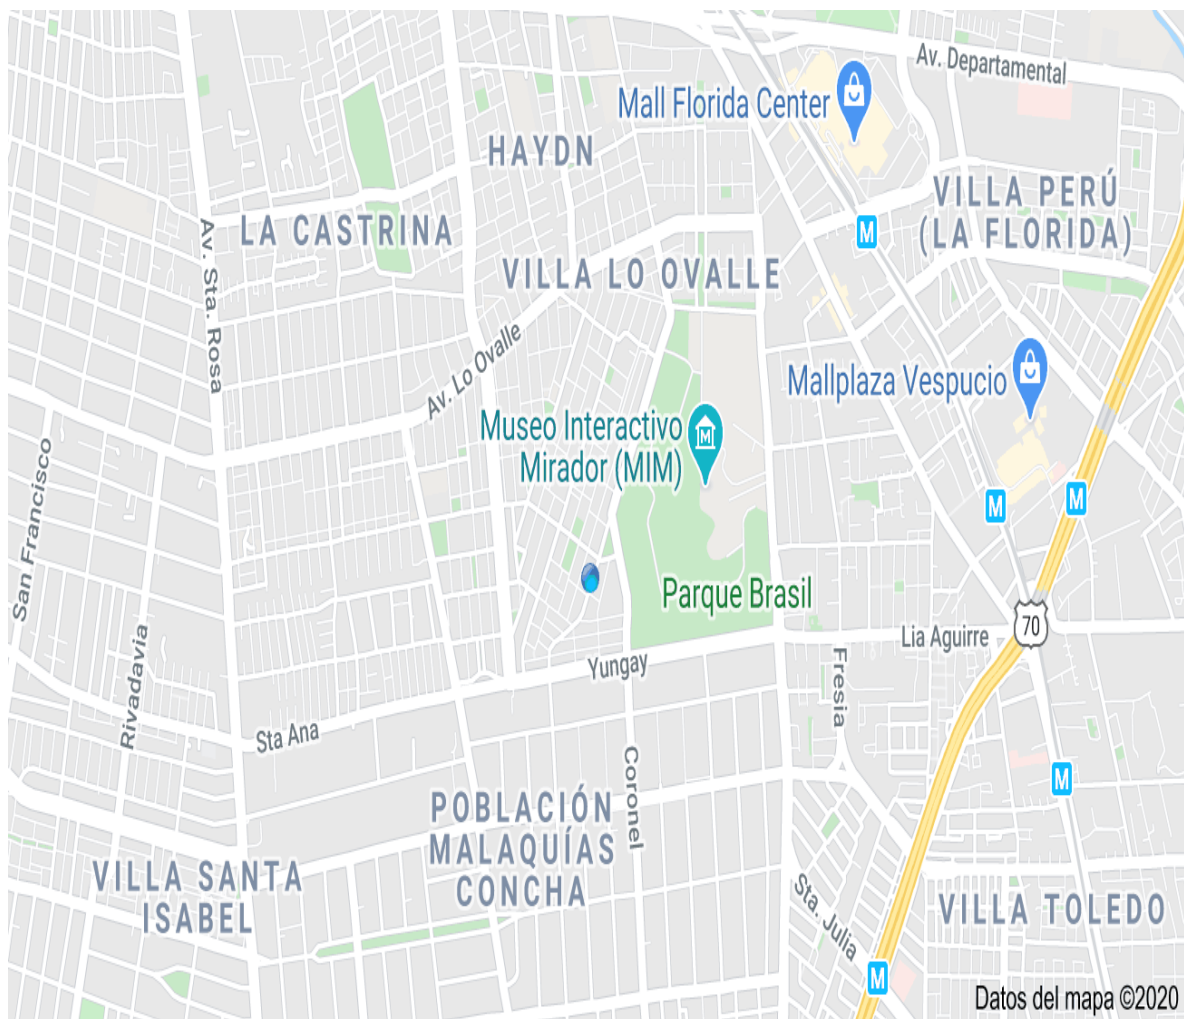 Av. Departamental
Mall Florida Center
HAYDN
VILLA PERÚ
(LA FLORIDA)
LA CASTRINA
Av. Sta. Rosa
M
VILLA LO OVALLE
Av. Lo Ovalle
Mallplaza Vespucio
Museo Interactivo
Mirador (MIM)
M
San Francisco
M
M
Parque Brasil
70
Lia Aguirre
Rivadavia
Yungay
Fresia
Sta Ana
Coronel
M
POBLACIÓN
MALAQUÍAS
CONCHA
VILLA SANTA
ISABEL
Sta. Julia
VILLA TOLEDO
M
Datos del mapa ©2020